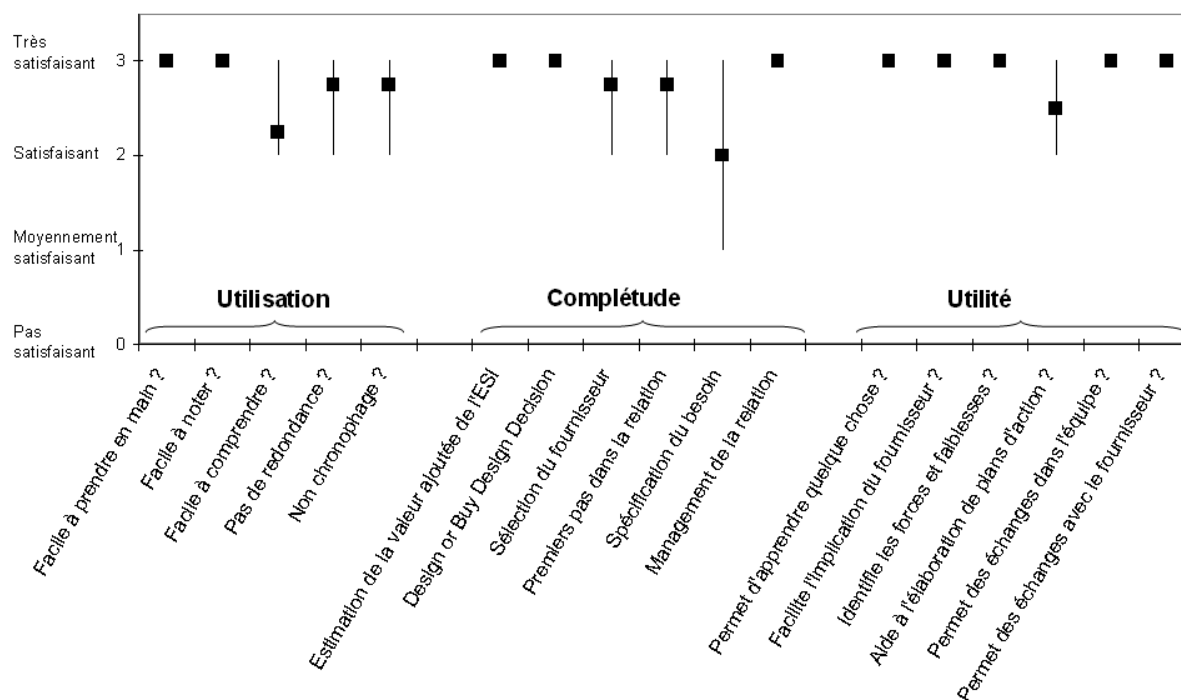 Très
satisfaisant
3
Satisfaisant
2
Moyennement
satisfaisant
1
Pas
satisfaisant
0
Utilisation
Complétude
Utilité
Facile à prendre en main ?
Facile à noter ?
Facile à comprendre ?
Pas de redondance ?
Non chronophage ?
Estimation de la valeur ajoutée de l'ESI
Design or Buy Design Decision
Sélection du fournisseur
Premiers pas dans la relation
Spécification du besoin
Management de la relation
Permet d'apprendre quelque chose ?
Facilite l'implication du fournisseur ?
Identifie les forces et faiblesses ?
Aide à l'élaboration de plans d'action ?
Permet des échanges dans l'équipe ?
Permet des échanges avec le fournisseur ?